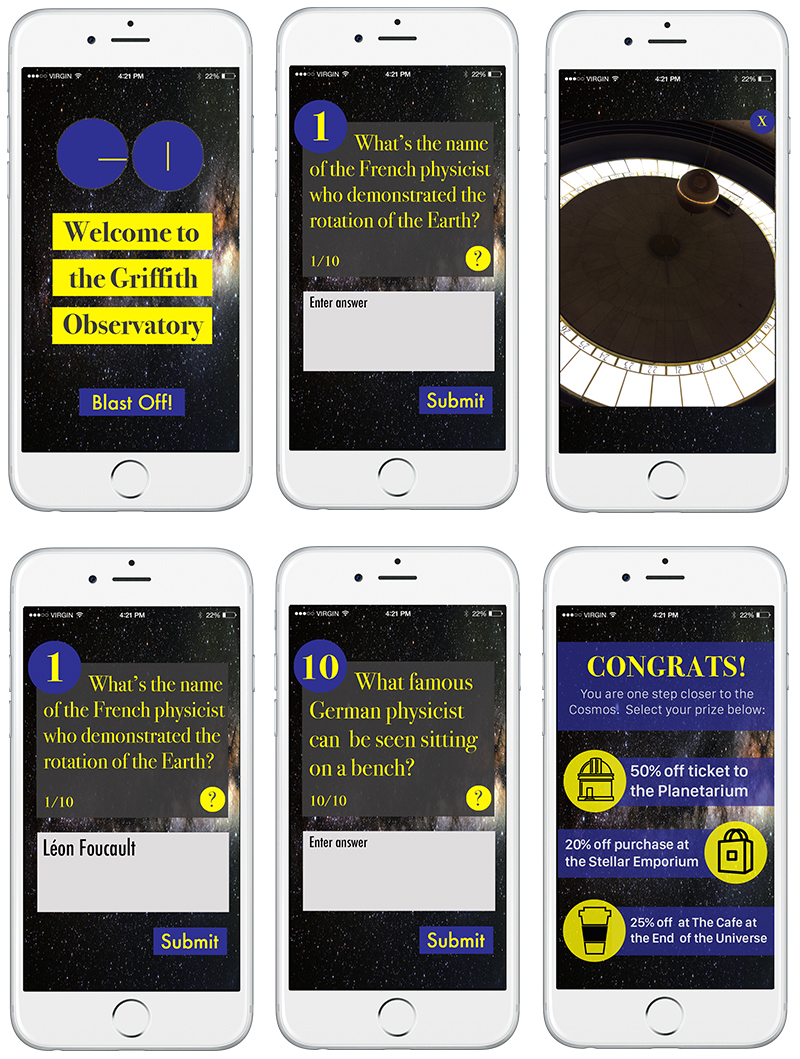 VIRGIN 4:21 PM 22%
Welcome to
the Griffith
Observatory
Blast Off!
VIRGIN 4:21 PM 22%
1
What's the name
of the French physicist
who demonstrated the
rotation of the Earth?
1/10 ?
Enter answer
Submit
VIRGIN 4:21 PM 22%
X
VIRGIN 4:21 PM 22%
1
What's the name
of the French physicist
who demonstrated the
rotation of the Earth?
1/10 ?
Léon Foucault
Submit
VIRGIN 4:21 PM 22%
10
What famous
German physicist
can be seen sitting
on a bench?
10/10 ?
Enter answer
Submit
VIRGIN 4:21 PM 22%
CONGRATS!
You are one step closer to the
Cosmos. Select your prize below:
50% off ticket to
the Planetarium
20% off purchase at
the Stellar Emporium
25% off at The Cafe at
the End of the Universe